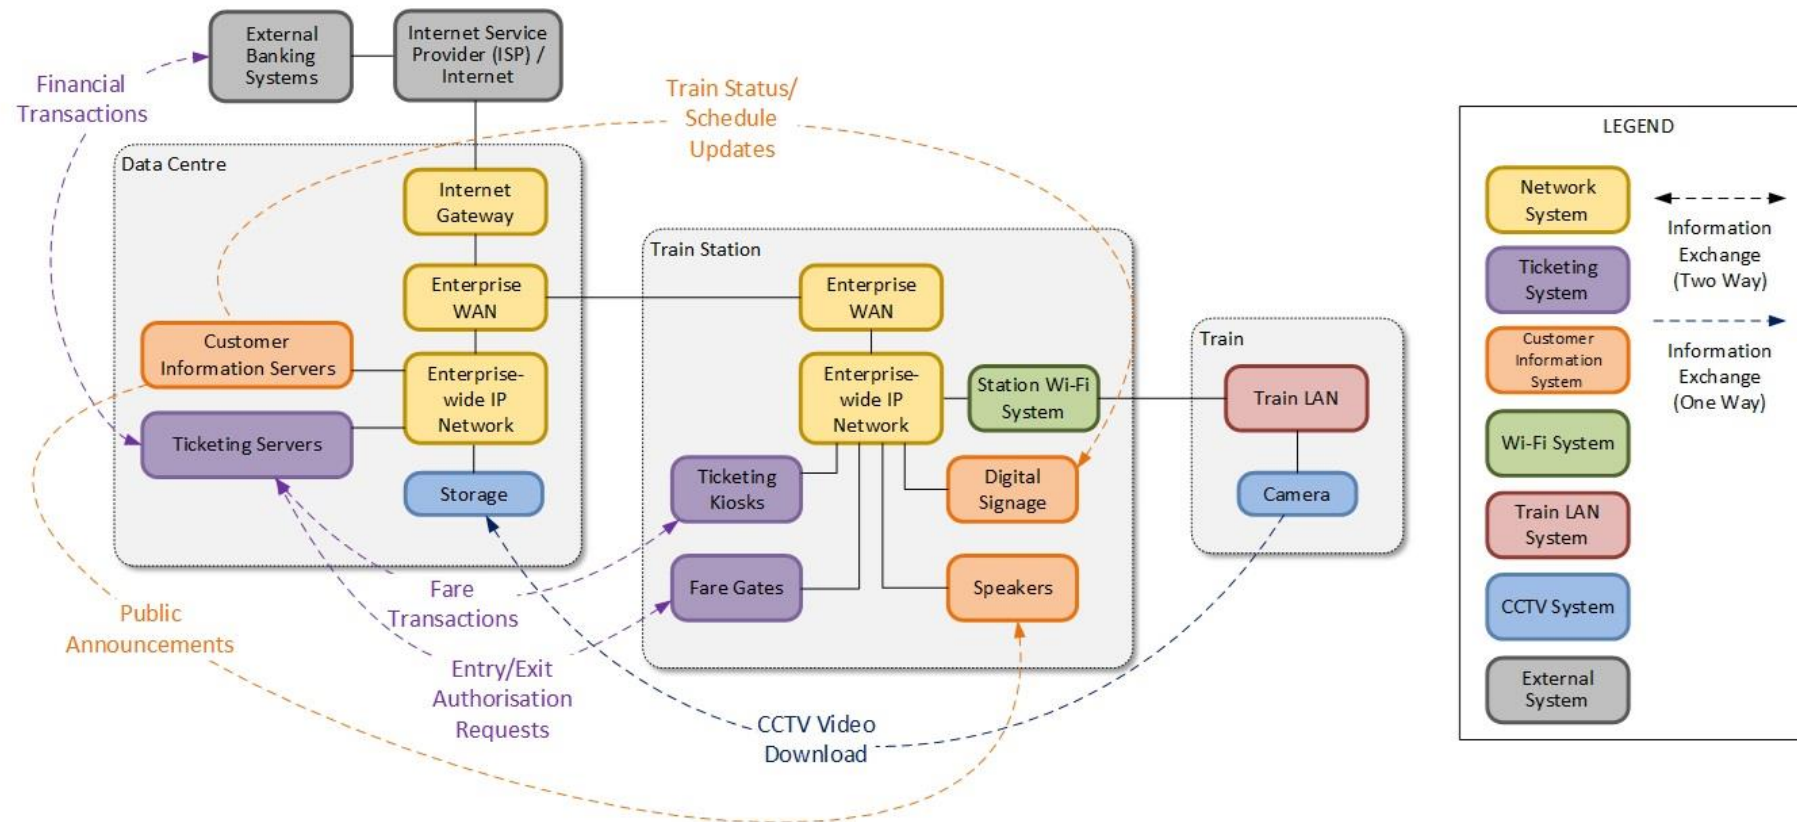 External
Banking
Systems
Internet Service
Provider (ISP) /
Internet
Financial
Transactions
Train Status/
Schedule
Updates
Data Centre
Internet
Gateway
Enterprise
WAN
Customer
Information Servers
Enterprise-
wide IP
Network
Ticketing Servers
Storage
Train Station
Enterprise
WAN
Enterprise-
wide IP
Network
Station Wi-Fi
System
Ticketing
Kiosks
Digital
Signage
Fare Gates
Speakers
Train
Train LAN
Camera
Fare
Transactions
Public
Announcements
Entry/Exit
Authorisation
Requests
CCTV Video
Download
LEGEND
Network
System
Ticketing
System
Customer
Information
System
Wi-Fi System
Train LAN
System
CCTV System
External
System
Information
Exchange
(Two Way)
Information
Exchange
(One Way)